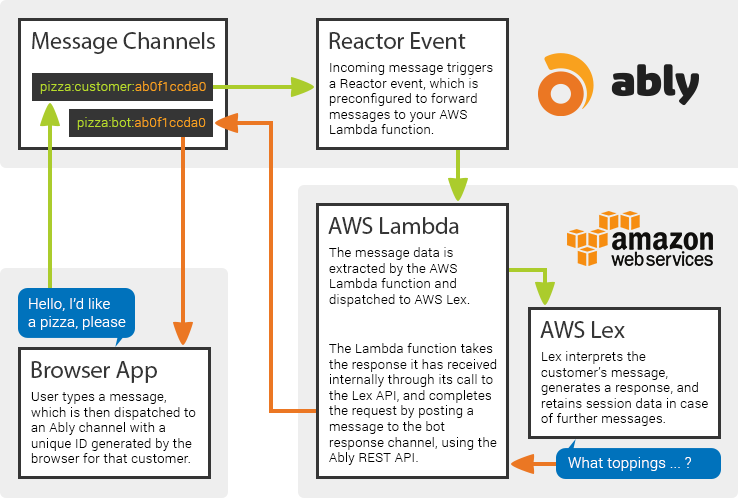 Message Channels
pizza:customer:ab0f1ccda0
pizza:bot:ab0f1ccda0
Reactor Event
Incoming message triggers
a Reactor event, which is
preconfigured to forward
messages to your AWS
Lambda function.
ably
AWS Lambda
The message data is
extracted by the AWS
Lambda function and
dispatched to AWS Lex.
The Lambda function takes
the response it has received
internally through its call to
the Lex API, and completes
the request by posting a
message to the bot
response channel, using the
Ably REST API.
amazon
webservices
AWS Lex
Lex interprets the
customer's message,
generates a response, and
retains session data in case
of further messages.
What toppings ... ?
Hello, I'd like
a pizza, please
Browser App
User types a message,
which is then dispatched to
an Ably channel with a
unique ID generated by the
browser for that customer.